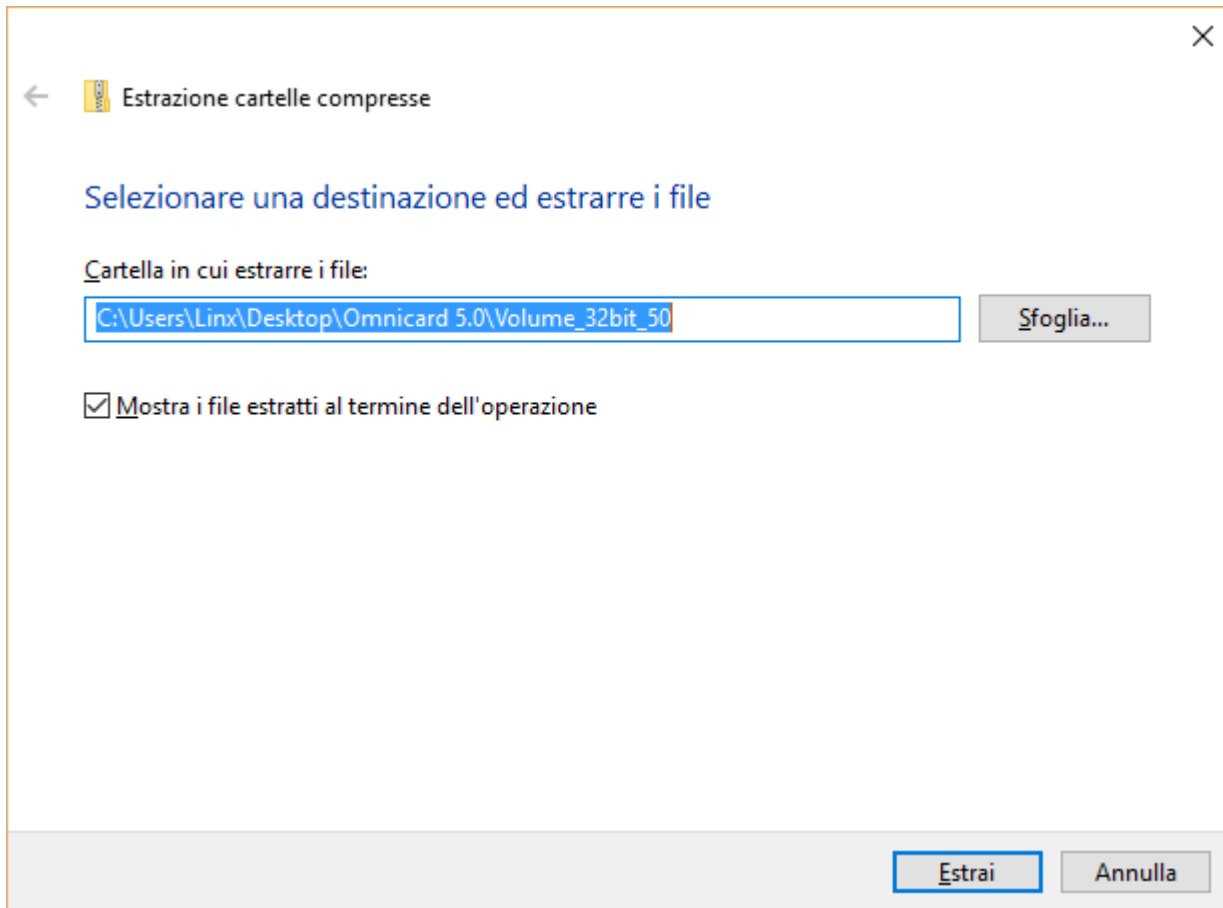 Estrazione cartelle compresse
Selezionare una destinazione ed estrarre i file
Cartella in cui estrarre i file:
C:\Users\Linx\Desktop\Omnicard 5.0\Volume_32bit_50
Sfoglia...
Mostra i file estratti al termine dell'operazione
Estrai
Annulla